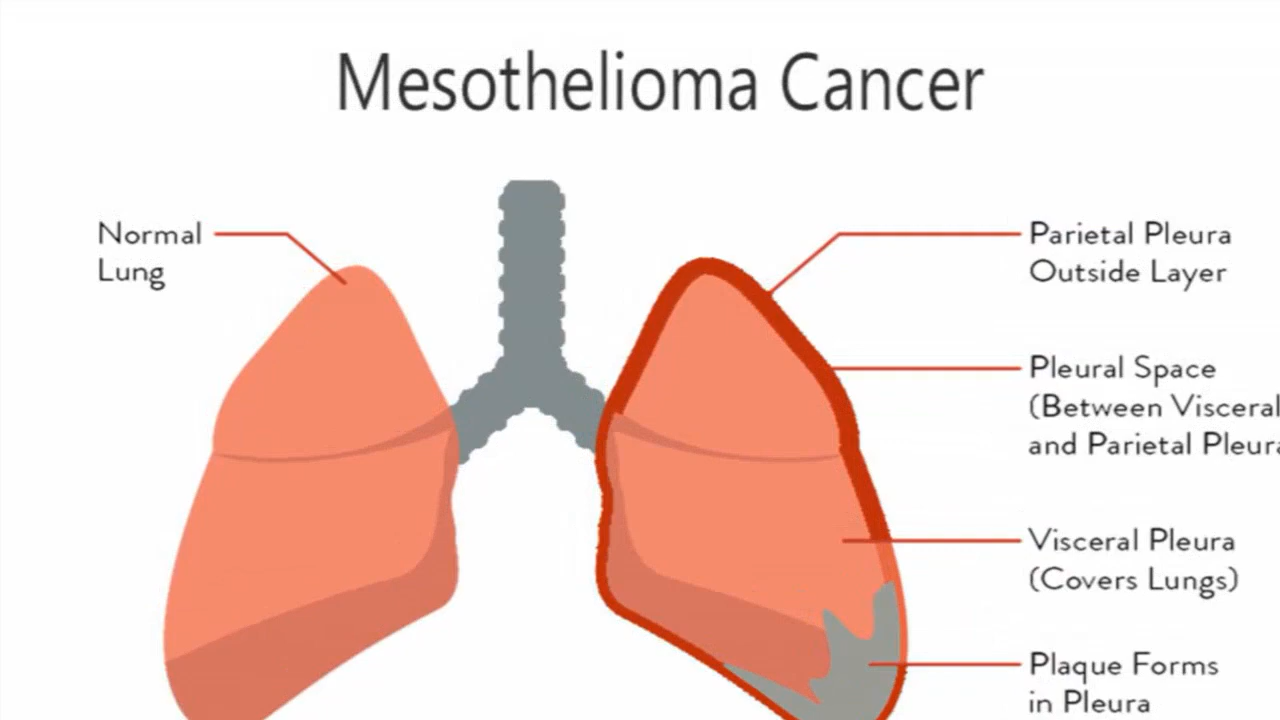 Mesothelioma Cancer
Normal
Lung
Parietal Pleura
Outside Layer
Pleural Space
(Between Visceral
and Parietal Pleura
Visceral Pleura
(Covers Lungs)
Plaque Forms
in Pleura